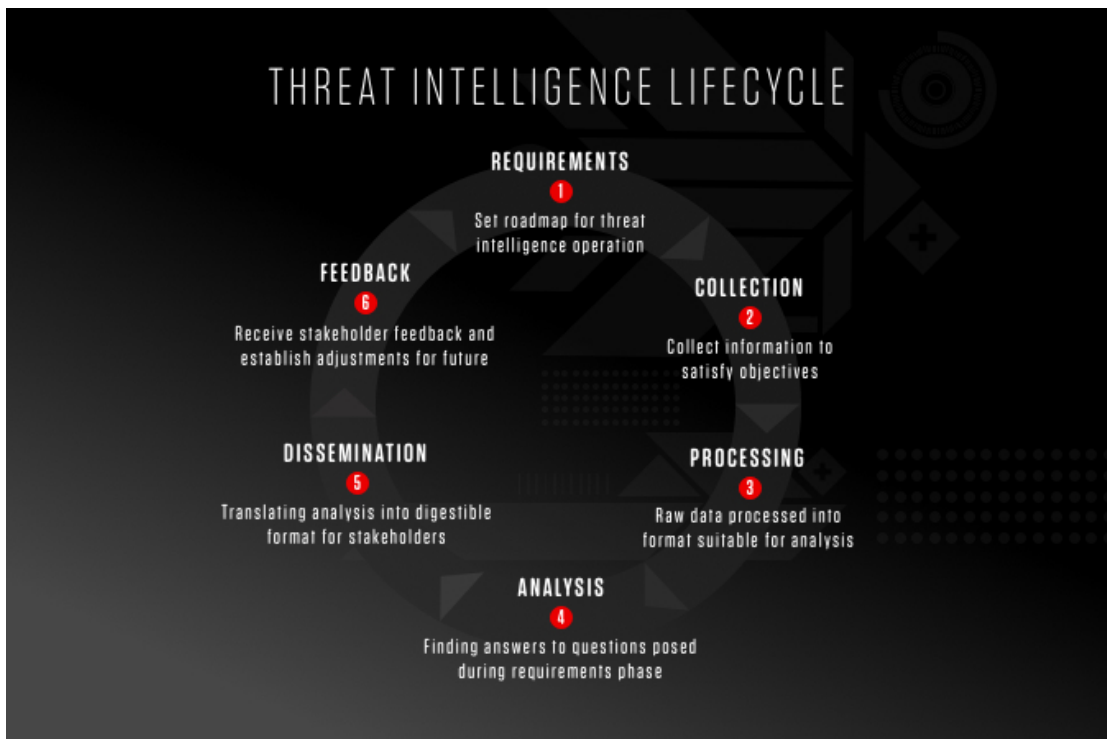 THREAT INTELLIGENCE LIFECYCLE
REQUIREMENTS
1
Set roadmap for threat
intelligence operation
COLLECTION
2
Collect information to
satisfy objectives
PROCESSING
3
Raw data processed into
format suitable for analysis
ANALYSIS
4
Finding answers to questions posed
during requirements phase
DISSEMINATION
5
Translating analysis into digestible
format for stakeholders
FEEDBACK
6
Receive stakeholder feedback and
establish adjustments for future